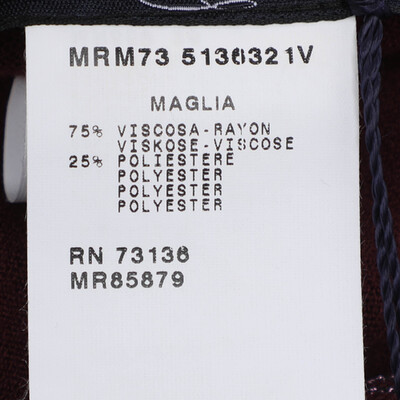 MRM73 5136321V
MAGLIA
75% VISCOSA-RAYON
VISKOSE-VISCOSE
25% POLIESTERE
POLYESTER
POLYESTER
POLYESTER
RN 73136
MR85879